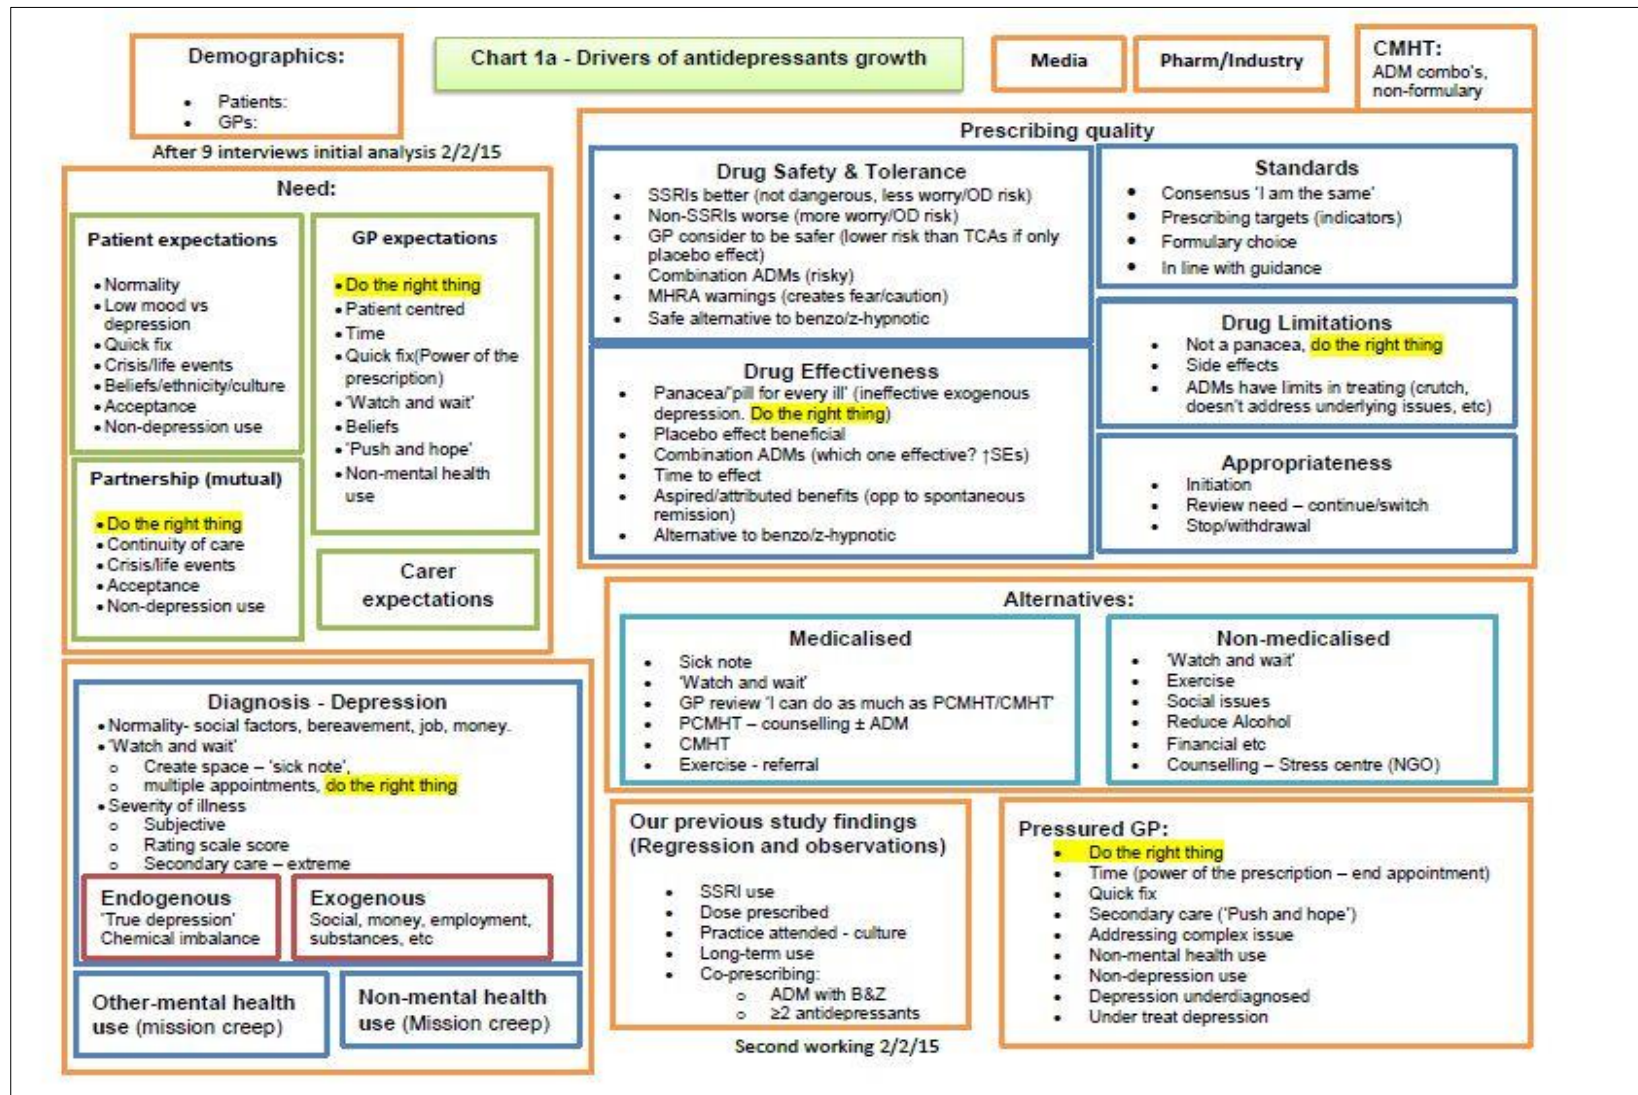 Demographics:
• Patients:
• GPs:
Chart 1a - Drivers of antidepressants growth
Media
Pharm/Industry
CMHT:
ADM combo's,
non-formulary
After 9 interviews initial analysis 2/2/15
Need:
Patient expectations
• Normality
• Low mood vs
depression
• Quick fix
• Crisis/life events
• Beliefs/ethnicity/culture
• Acceptance
• Non-depression use
GP expectations
• Do the right thing
• Patient centred
• Time
• Quick fix(Power of the
prescription)
• 'Watch and wait'
• Beliefs
• 'Push and hope'
• Non-mental health
use
Partnership (mutual)
• Do the right thing
• Continuity of care
• Crisis/life events
• Acceptance
• Non-depression use
Carer
expectations
Prescribing quality
Drug Safety & Tolerance
• SSRIs better (not dangerous, less worry/OD risk)
• Non-SSRIs worse (more worry/OD risk)
• GP consider to be safer (lower risk than TCAs if only
placebo effect)
• Combination ADMs (risky)
• MHRA warnings (creates fear/caution)
• Safe alternative to benzo/z-hypnotic
Standards
• Consensus 'I am the same'
• Prescribing targets (indicators)
• Formulary choice
• In line with guidance
Drug Limitations
• Not a panacea, do the right thing
• Side effects
• ADMs have limits in treating (crutch,
doesn't address underlying issues, etc)
Drug Effectiveness
• Panacea/'pill for every ill' (ineffective exogenous
depression. Do the right thing)
• Placebo effect beneficial
• Combination ADMs (which one effective? ↑SEs)
• Time to effect
• Aspired/attributed benefits (opp to spontaneous
remission)
• Alternative to benzo/z-hypnotic
Appropriateness
• Initiation
• Review need – continue/switch
• Stop/withdrawal
Alternatives:
Medicalised
• Sick note
• 'Watch and wait'
• GP review 'I can do as much as PCMHT/CMHT'
• PCMHT – counselling ± ADM
• CMHT
• Exercise - referral
Non-medicalised
• 'Watch and wait'
• Exercise
• Social issues
• Reduce Alcohol
• Financial etc
• Counselling – Stress centre (NGO)
Diagnosis - Depression
• Normality- social factors, bereavement, job, money.
• 'Watch and wait'
o Create space – 'sick note',
o multiple appointments, do the right thing
• Severity of illness
o Subjective
o Rating scale score
o Secondary care – extreme
Endogenous
'True depression'
Chemical imbalance
Exogenous
Social, money, employment,
substances, etc
Other-mental health
use (mission creep)
Non-mental health
use (Mission creep)
Our previous study findings
(Regression and observations)
• SSRI use
• Dose prescribed
• Practice attended - culture
• Long-term use
• Co-prescribing:
o ADM with B&Z
o ≥2 antidepressants
Second working 2/2/15
Pressured GP:
• Do the right thing
• Time (power of the prescription – end appointment)
• Quick fix
• Secondary care ('Push and hope')
• Addressing complex issue
• Non-mental health use
• Non-depression use
• Depression underdiagnosed
• Under treat depression